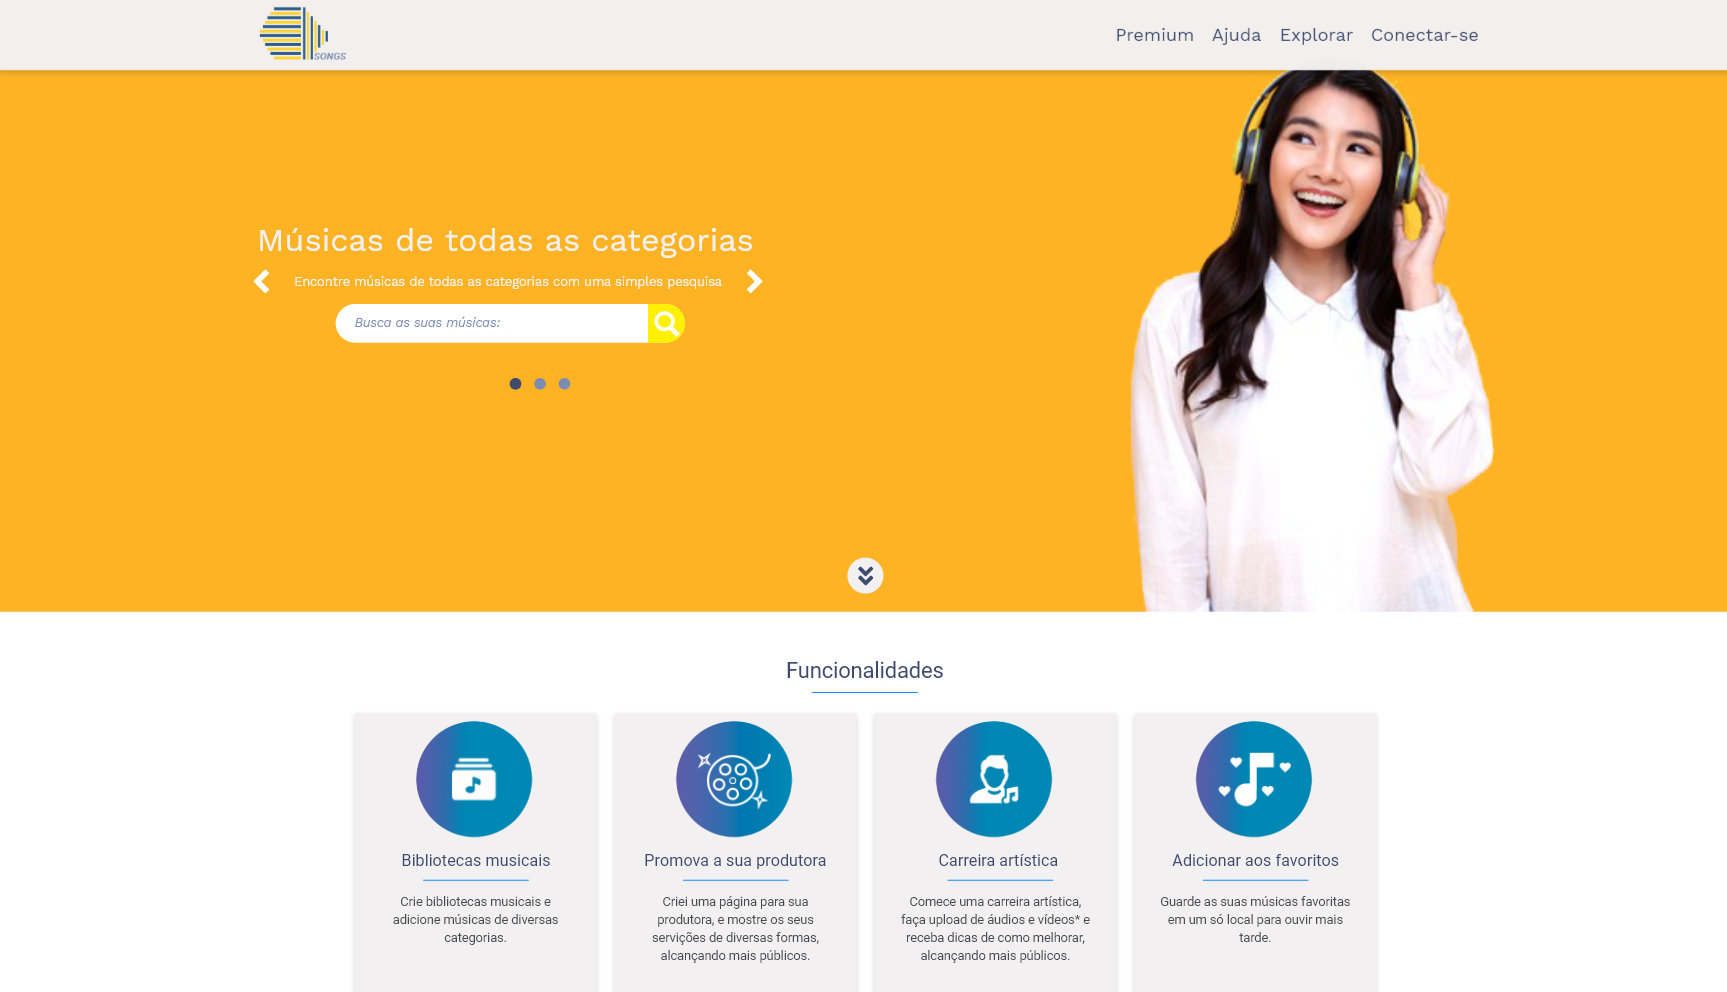 SONGS
Premium Ajuda Explorar Conectar-se
Músicas de todas as categorias
Encontre músicas de todas as categorias com uma simples pesquisa
Busca as suas músicas:
Funcionalidades
Bibliotecas musicais
Crie bibliotecas musicais e
adicione músicas de diversas
categorias.
Promova a sua produtora
Criei uma página para sua
produtora, e mostre os seus
servições de diversas formas,
alcançando mais públicos.
Carreira artística
Comece uma carreira artística,
faça upload de áudios e vídeos* e
receba dicas de como melhorar,
alcançando mais públicos.
Adicionar aos favoritos
Guarde as suas músicas favoritas
em um só local para ouvir mais
tarde.